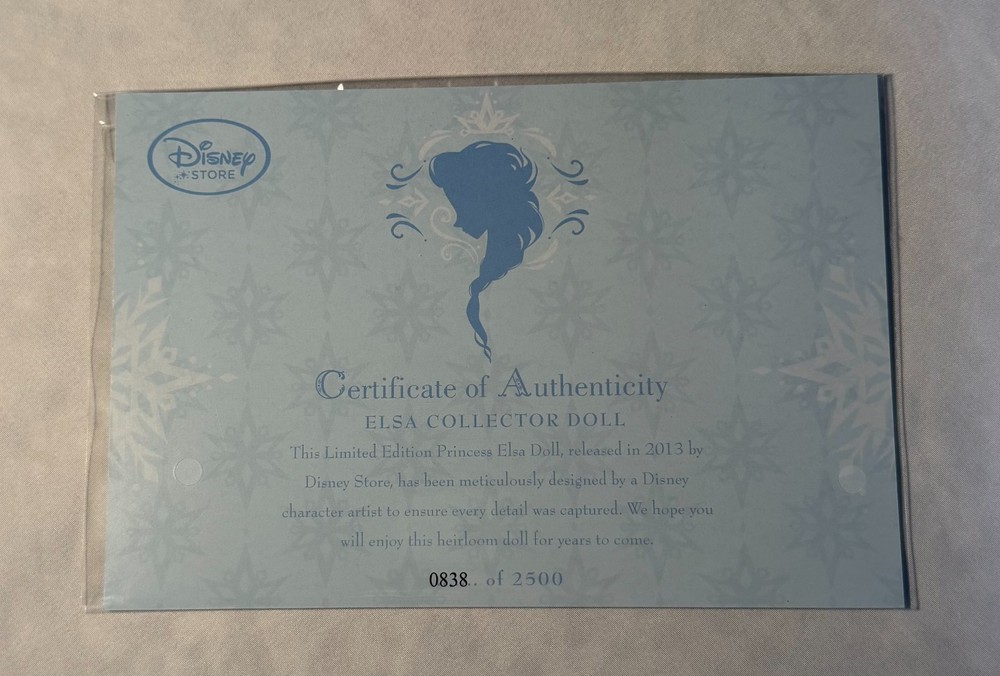 Disney
STORE
Certificate of Authenticity
ELSA COLLECTOR DOLL
This Limited Edition Princess Elsa Doll, released in 2013 by
Disney Store, has been meticulously designed by a Disney
character artist to ensure every detail was captured. We hope you
will enjoy this heirloom doll for years to come.
0838.. of 2500